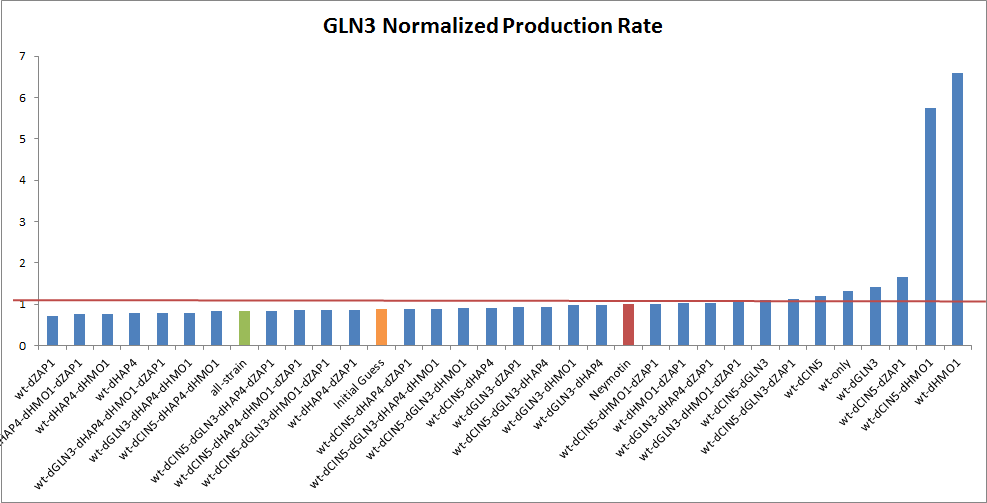 GLN3 Normalized Production Rate
7
6
5
4
3
2
1
0
wt-dZAP1
dHAP4-dHMO1-dZAP1
wt-dHAP4-dHMO1
wt-dHAP4
wt-dGLN3-dHAP4-dHMO1-dZAP1
wt-dGLN3-dHAP4-dHMO1
wt-dCIN5-dHAP4-dHMO1
all-strain
wt-dCIN5-dGLN3-dHAP4-dZAP1
wt-dCIN5-dHAP4-dHMO1-dZAP1
wt-dCIN5-dGLN3-dHMO1-dZAP1
wt-dHAP4-dZAP1
Initial Guess
wt-dCIN5-dHAP4-dZAP1
wt-dCIN5-dGLN3-dHAP4-dHMO1
wt-dCIN5-dGLN3-dHMO1
wt-dCIN5-dHAP4
wt-dGLN3-dZAP1
wt-dCIN5-dGLN3-dHAP4
wt-dGLN3-dHMO1
wt-dGLN3-dHAP4
Neymotin
wt-dCIN5-dHMO1-dZAP1
wt-dHMO1-dZAP1
wt-dGLN3-dHAP4-dZAP1
wt-dGLN3-dHMO1-dZAP1
wt-dCIN5-dGLN3
wt-dCIN5-dGLN3-dZAP1
wt-dCIN5
wt-only
wt-dGLN3
wt-dCIN5-dZAP1
wt-dCIN5-dHMO1
wt-dHMO1